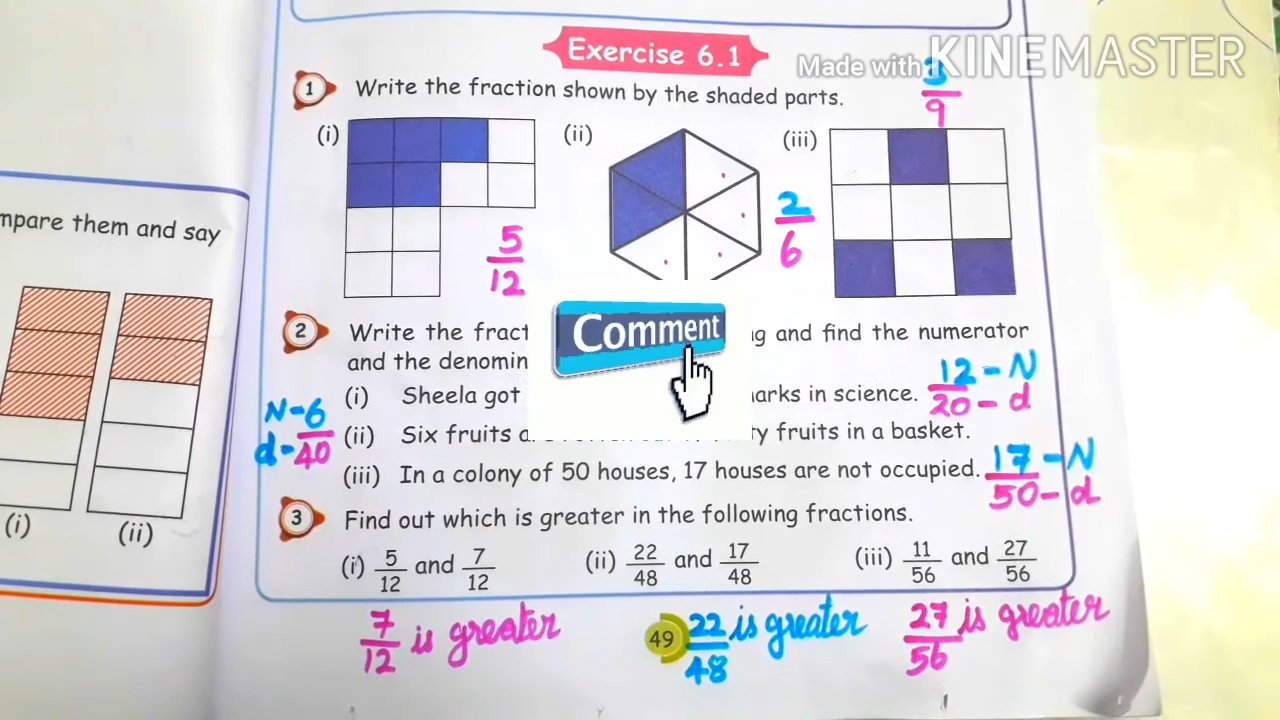 Exercise 6.1
Made with KINEMASTER
1 Write the fraction shown by the shaded parts.
3
9
(i) (ii) (iii)
5
12
2
6
mpare them and say
2 Write the fract g and find the numerator
and the denomin
Comment
(i) Sheela got marks in science.
12 - N
20 - d
N - 6
d - 40
(ii) Six fruits ty fruits in a basket.
(iii) In a colony of 50 houses, 17 houses are not occupied.
17 - N
50 - d
3 Find out which is greater in the following fractions.
(i) 5/12 and 7/12 (ii) 22/48 and 17/48 (iii) 11/56 and 27/56
(i) (ii)
7/12 is greater 49 22/48 is greater 27/56 is greater